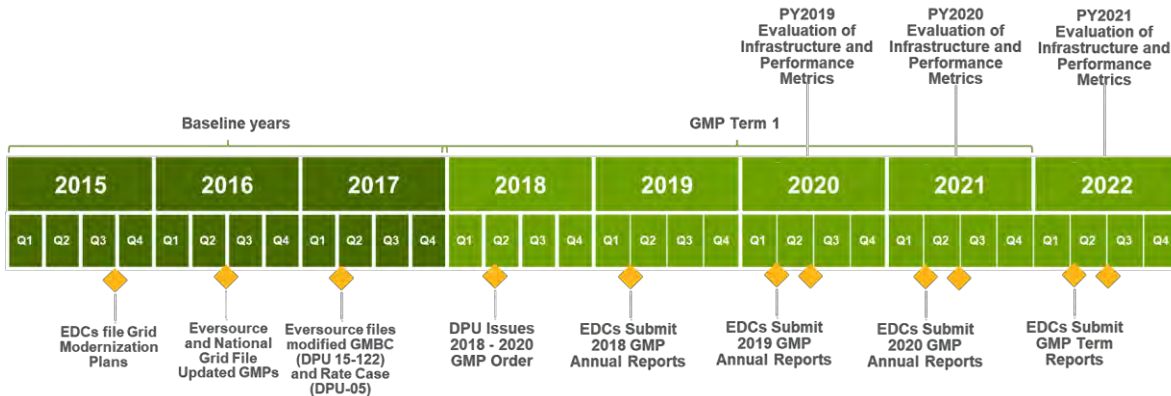 PY2019
Evaluation of
Infrastructure and
Performance
Metrics
PY2020
Evaluation of
Infrastructure and
Performance
Metrics
PY2021
Evaluation of
Infrastructure and
Performance
Metrics
Baseline years
GMP Term 1
2015
2016
2017
2018
2019
2020
2021
2022
Q1 Q2 Q3 Q4 Q1 Q2 Q3 Q4 Q1 Q2 Q3 Q4 Q1 Q2 Q3 Q4 Q1 Q2 Q3 Q4 Q1 Q2 Q3 Q4 Q1 Q2 Q3 Q4 Q1 Q2 Q3 Q4
EDCs file Grid
Modernization
Plans
Eversource
and National
Grid File
Updated GMPs
Eversource files
modified GMBC
(DPU 15-122)
and Rate Case
(DPU-05)
DPU Issues
2018 - 2020
GMP Order
EDCs Submit
2018 GMP
Annual Reports
EDCs Submit
2019 GMP
Annual Reports
EDCs Submit
2020 GMP
Annual Reports
EDCs Submit
GMP Term
Reports